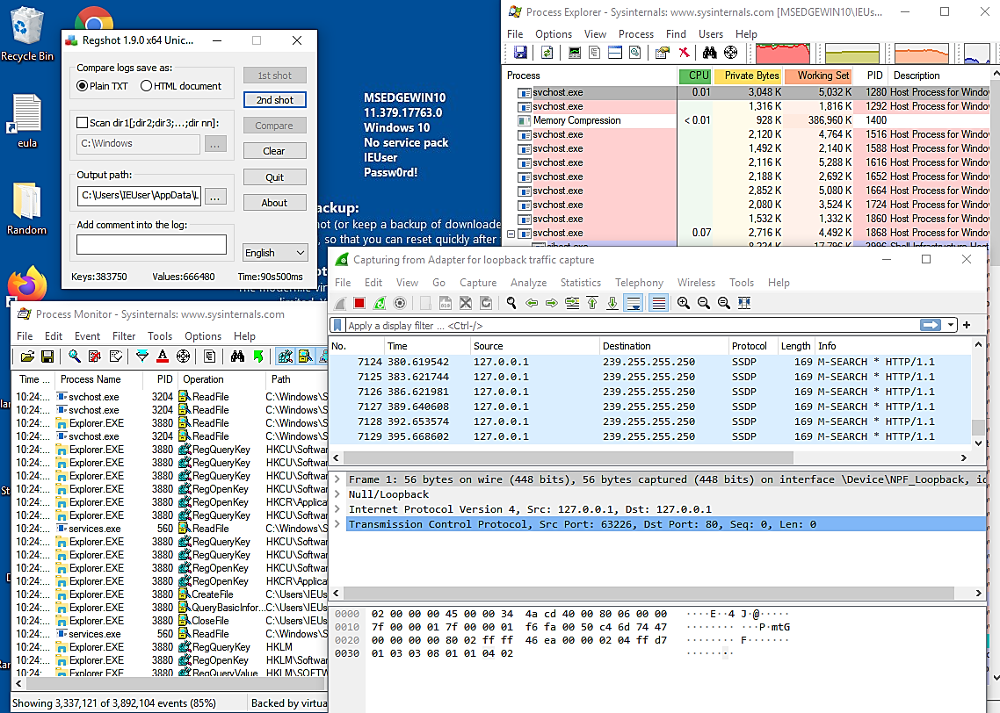 Recycle Bin
eula
Random
MSEDGEWIN10
11.379.17763.0
Windows 10
No service pack
IEUser
Passw0rd!
ackup:
(or keep a backup of downloade
, so that you can reset quickly after
Regshot 1.9.0 x64 Unic...
Compare logs save as:
Plain TXT
HTML document
1st shot
2nd shot
Compare
Clear
Quit
About
Scan dir1[;dir2;dir3;...;dir nn]:
C:\Windows
...
Output path:
C:\Users\IEUser\AppData\L
...
Add comment into the log:
English
Keys:383750
Values:666480
Time:90s500ms
Process Explorer - Sysinternals: www.sysinternals.com [MSEDGEWIN10\IEUs...
File Options View Process Find Users Help
Process CPU Private Bytes Working Set PID Description
svchost.exe 0.01 3,048 K 5,032 K 1280 Host Process for Windo
svchost.exe 1,316 K 1,816 K 1292 Host Process for Windo
Memory Compression < 0.01 928 K 386,960 K 1400
svchost.exe 2,120 K 4,764 K 1516 Host Process for Windo
svchost.exe 1,492 K 2,140 K 1588 Host Process for Windo
svchost.exe 2,116 K 5,288 K 1616 Host Process for Windo
svchost.exe 2,188 K 2,692 K 1652 Host Process for Windo
svchost.exe 2,852 K 5,080 K 1664 Host Process for Windo
svchost.exe 2,080 K 3,524 K 1724 Host Process for Windo
svchost.exe 1,532 K 1,332 K 1860 Host Process for Windo
svchost.exe 0.07 2,716 K 4,492 K 1868 Host Process for Windo
Process Monitor - Sysinternals: www.sysinternals.com
File Edit Event Filter Tools Options Help
Time ... Process Name PID Operation Path
10:24:... svchost.exe 3204 ReadFile C:\Windows\S
10:24:... svchost.exe 3204 ReadFile C:\Windows\S
10:24:... Explorer.EXE 3880 ReadFile C:\Windows\S
10:24:... svchost.exe 3204 ReadFile C:\Windows\S
10:24:... Explorer.EXE 3880 RegQueryKey HKCU\Softwar
10:24:... Explorer.EXE 3880 RegQueryKey HKCU\Softwar
10:24:... Explorer.EXE 3880 RegQueryKey HKCU\Softwar
10:24:... Explorer.EXE 3880 RegOpenKey HKCU\Softwar
10:24:... Explorer.EXE 3880 RegOpenKey HKCR\Applica
10:24:... Explorer.EXE 3880 RegQueryKey HKCU\Softwar
10:24:... services.exe 560 ReadFile C:\Windows\S
10:24:... Explorer.EXE 3880 RegQueryKey HKCU\Softwar
10:24:... Explorer.EXE 3880 RegQueryKey HKCU\Softwar
10:24:... Explorer.EXE 3880 RegOpenKey HKCU\Softwar
10:24:... Explorer.EXE 3880 RegOpenKey HKCR\Applica
10:24:... Explorer.EXE 3880 CreateFile C:\Users\IEUs
10:24:... Explorer.EXE 3880 QueryBasicInfor... C:\Users\IEUs
10:24:... Explorer.EXE 3880 CloseFile C:\Users\IEUs
10:24:... services.exe 560 ReadFile C:\Windows\S
10:24:... Explorer.EXE 3880 RegQueryKey HKLM
10:24:... Explorer.EXE 3880 RegOpenKey HKLM\Softwar
10:24:... Explorer.EXE 3880 RegQueryValue HKLM\SOFTW
Showing 3,337,121 of 3,892,104 events (85%) Backed by virtua
Capturing from Adapter for loopback traffic capture
File Edit View Go Capture Analyze Statistics Telephony Wireless Tools Help
Apply a display filter ... <Ctrl-/>
No. Time Source Destination Protocol Length Info
7124 380.619542 127.0.0.1 239.255.255.250 SSDP 169 M-SEARCH * HTTP/1.1
7125 383.621744 127.0.0.1 239.255.255.250 SSDP 169 M-SEARCH * HTTP/1.1
7126 386.621981 127.0.0.1 239.255.255.250 SSDP 169 M-SEARCH * HTTP/1.1
7127 389.640608 127.0.0.1 239.255.255.250 SSDP 169 M-SEARCH * HTTP/1.1
7128 392.653574 127.0.0.1 239.255.255.250 SSDP 169 M-SEARCH * HTTP/1.1
7129 395.668602 127.0.0.1 239.255.255.250 SSDP 169 M-SEARCH * HTTP/1.1
Frame 1: 56 bytes on wire (448 bits), 56 bytes captured (448 bits) on interface \Device\NPF_Loopback, id
Null/Loopback
Internet Protocol Version 4, Src: 127.0.0.1, Dst: 127.0.0.1
Transmission Control Protocol, Src Port: 63226, Dst Port: 80, Seq: 0, Len: 0
0000 02 00 00 00 45 00 00 34 4a cd 40 00 80 06 00 00 ····E··4 J·@·····
0010 7f 00 00 01 7f 00 00 01 f6 fa 00 50 c4 6d 74 47 ········ ···P·mtG
0020 00 00 00 00 80 02 ff ff 46 ea 00 00 02 04 ff d7 ········ F·······
0030 01 03 03 08 01 01 04 02 ········